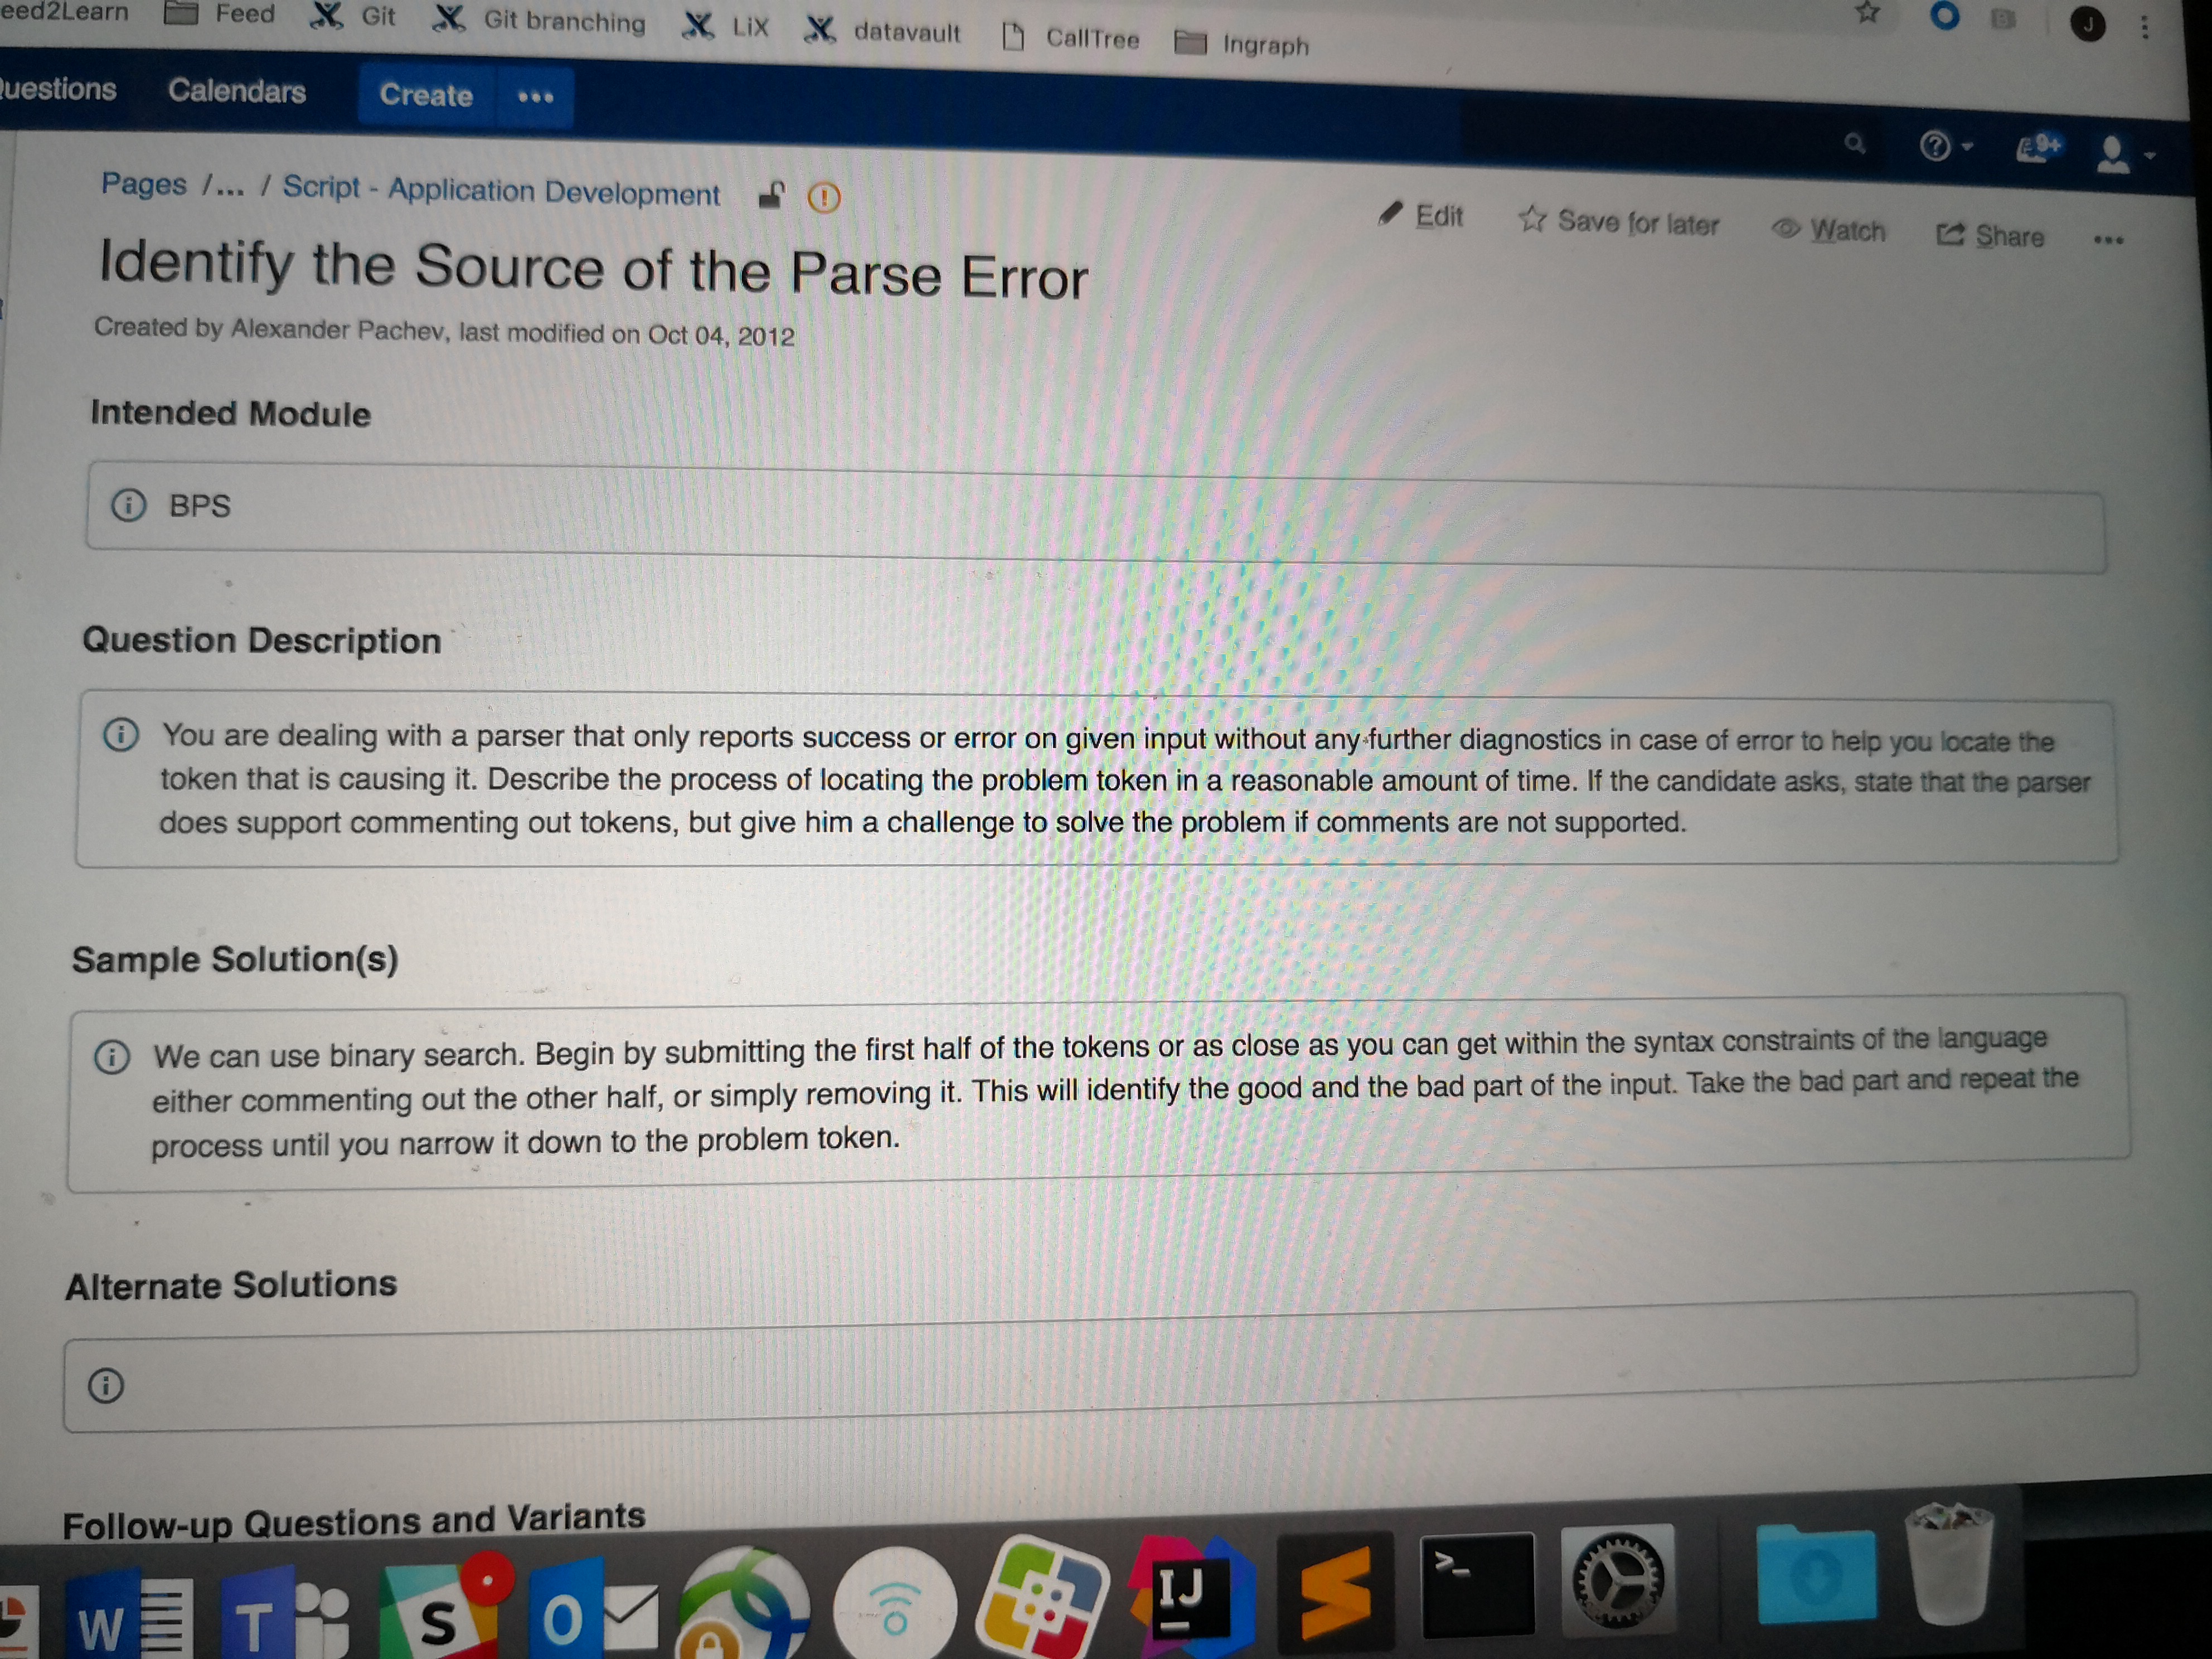 eed2Learn Feed Git Git branching LiX datavault CallTree Ingraph J
uestions Calendars Create •••
9+
Pages /... / Script - Application Development
Edit Save for later Watch Share •••
Identify the Source of the Parse Error
Created by Alexander Pachev, last modified on Oct 04, 2012
Intended Module
BPS
Question Description
You are dealing with a parser that only reports success or error on given input without any further diagnostics in case of error to help you locate the
token that is causing it. Describe the process of locating the problem token in a reasonable amount of time. If the candidate asks, state that the parser
does support commenting out tokens, but give him a challenge to solve the problem if comments are not supported.
Sample Solution(s)
We can use binary search. Begin by submitting the first half of the tokens or as close as you can get within the syntax constraints of the language
either commenting out the other half, or simply removing it. This will identify the good and the bad part of the input. Take the bad part and repeat the
process until you narrow it down to the problem token.
Alternate Solutions
Follow-up Questions and Variants
W T S O IJ >_